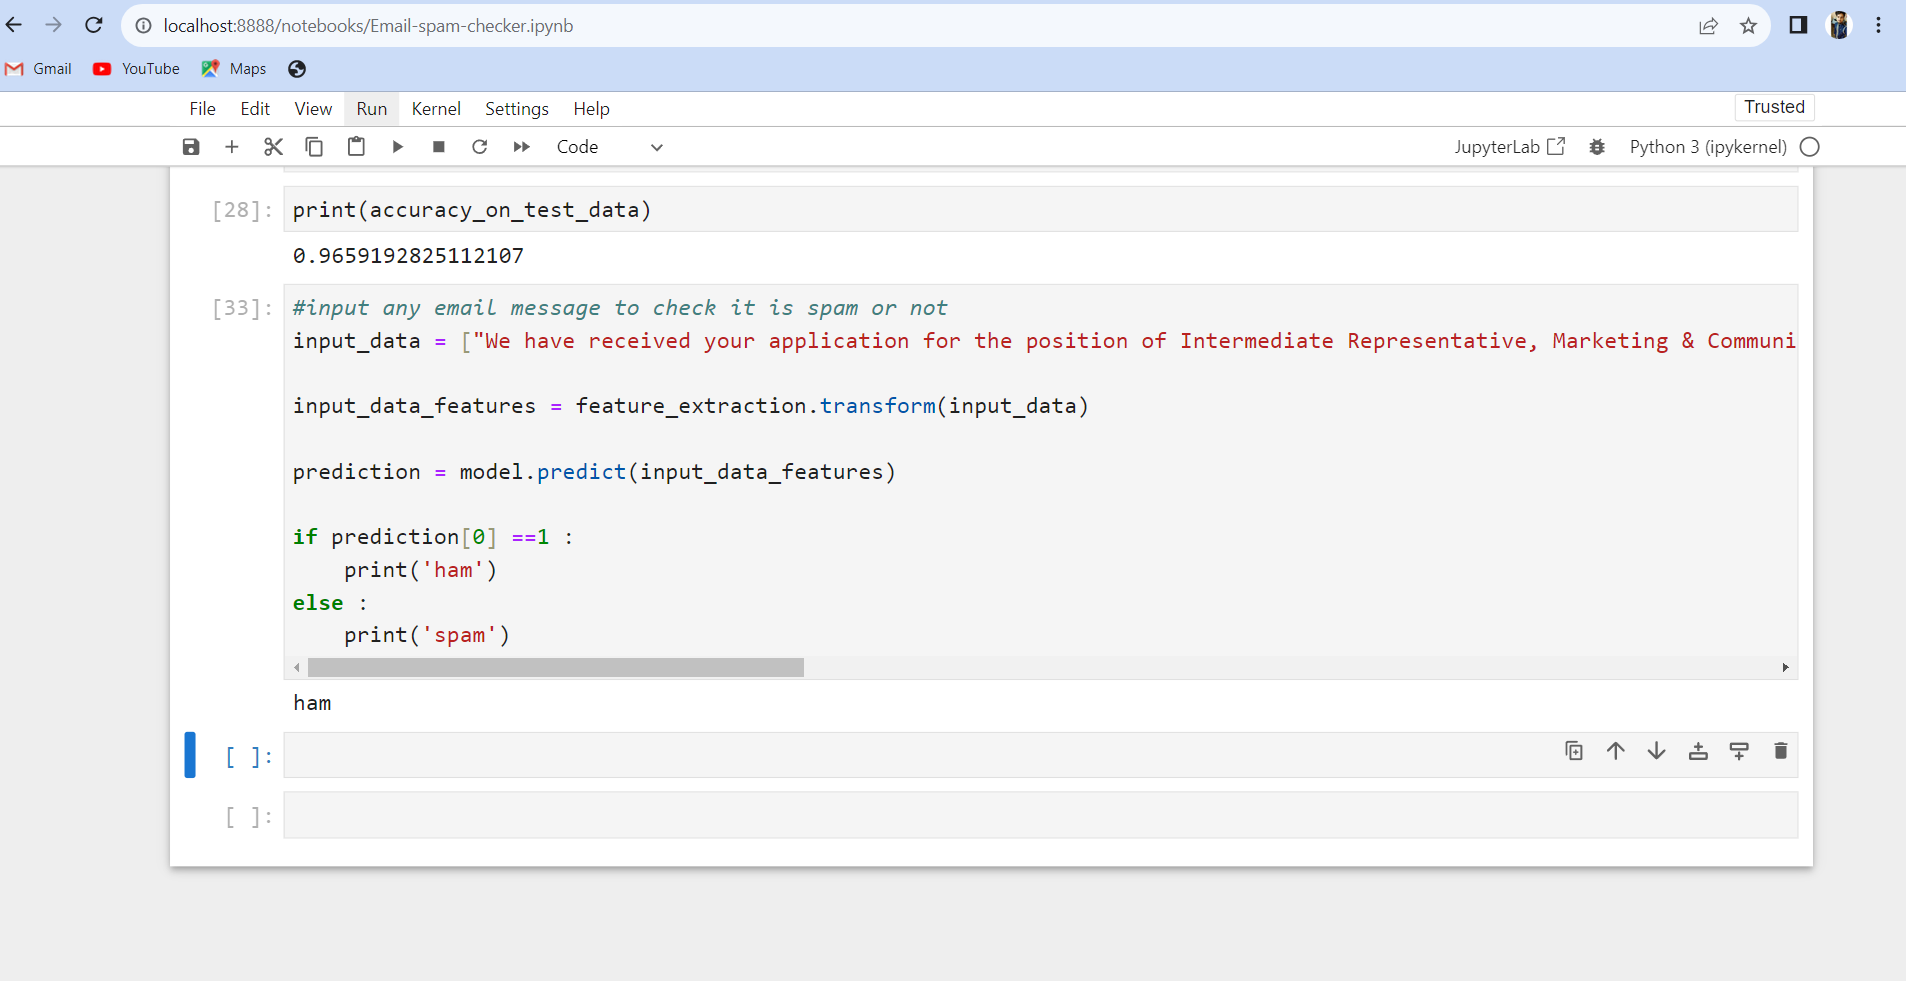 localhost:8888/notebooks/Email-spam-checker.ipynb
Gmail YouTube Maps
File Edit View Run Kernel Settings Help
Trusted
Code
JupyterLab Python 3 (ipykernel)
[28]: print(accuracy_on_test_data)
0.9659192825112107
[33]: #input any email message to check it is spam or not
input_data = ["We have received your application for the position of Intermediate Representative, Marketing & Communi
input_data_features = feature_extraction.transform(input_data)
prediction = model.predict(input_data_features)
if prediction[0] ==1 :
    print('ham')
else :
    print('spam')
ham
[ ]:
[ ]: